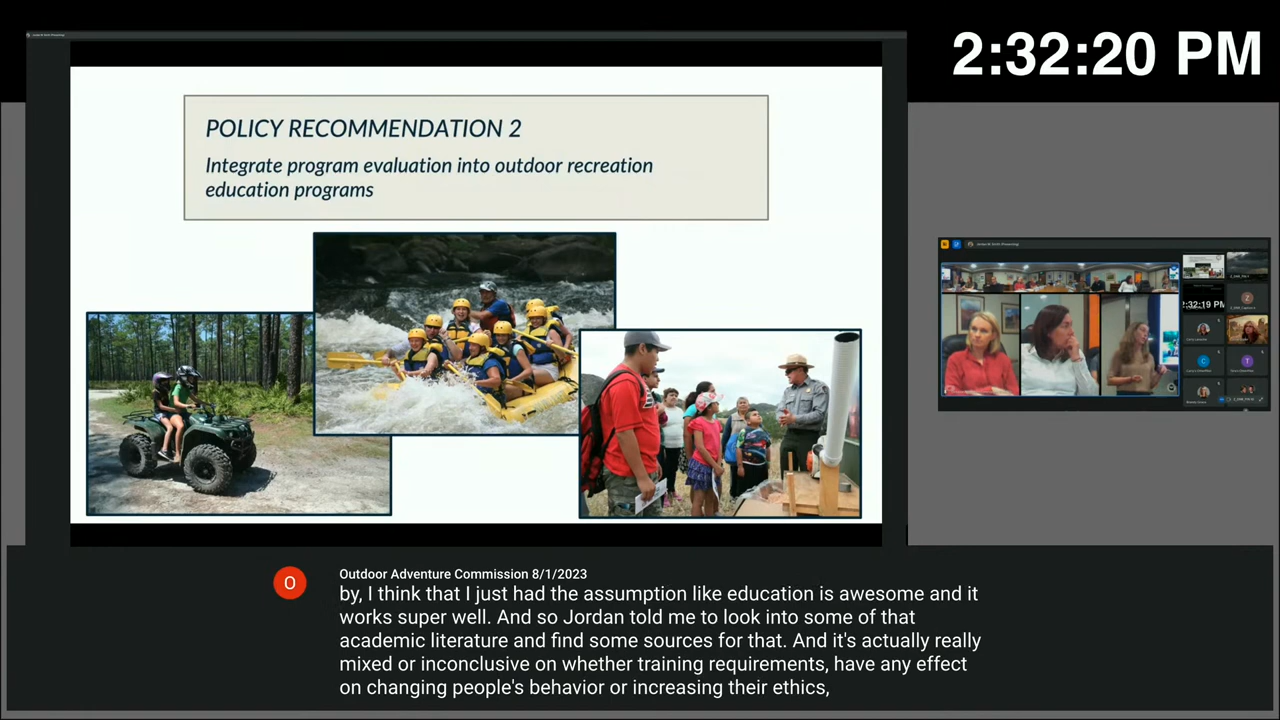 2:32:20 PM
POLICY RECOMMENDATION 2
Integrate program evaluation into outdoor recreation
education programs
2:32:19 PM
O
Outdoor Adventure Commission 8/1/2023
by, I think that I just had the assumption like education is awesome and it
works super well. And so Jordan told me to look into some of that
academic literature and find some sources for that. And it's actually really
mixed or inconclusive on whether training requirements, have any effect
on changing people's behavior or increasing their ethics,